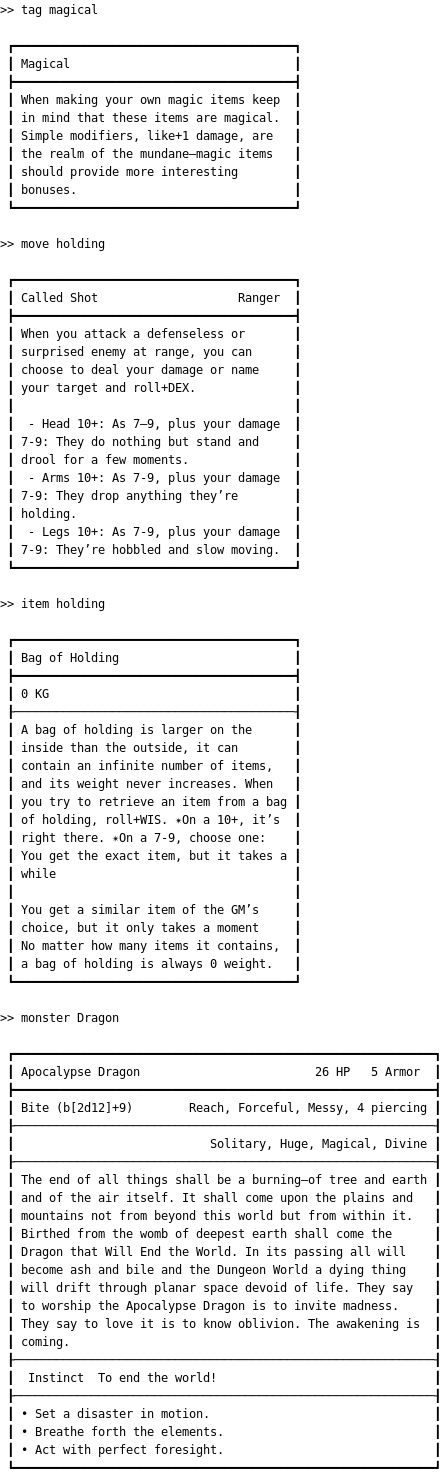 >> tag magical
Magical
When making your own magic items keep
in mind that these items are magical.
Simple modifiers, like+1 damage, are
the realm of the mundane—magic items
should provide more interesting
bonuses.
>> move holding
Called Shot Ranger
When you attack a defenseless or
surprised enemy at range, you can
choose to deal your damage or name
your target and roll+DEX.
- Head 10+: As 7–9, plus your damage
7-9: They do nothing but stand and
drool for a few moments.
- Arms 10+: As 7-9, plus your damage
7-9: They drop anything they’re
holding.
- Legs 10+: As 7-9, plus your damage
7-9: They’re hobbled and slow moving.
>> item holding
Bag of Holding
0 KG
A bag of holding is larger on the
inside than the outside, it can
contain an infinite number of items,
and its weight never increases. When
you try to retrieve an item from a bag
of holding, roll+WIS. ✴On a 10+, it’s
right there. ✴On a 7-9, choose one:
You get the exact item, but it takes a
while
You get a similar item of the GM’s
choice, but it only takes a moment
No matter how many items it contains,
a bag of holding is always 0 weight.
>> monster Dragon
Apocalypse Dragon 26 HP 5 Armor
Bite (b[2d12]+9) Reach, Forceful, Messy, 4 piercing
Solitary, Huge, Magical, Divine
The end of all things shall be a burning—of tree and earth
and of the air itself. It shall come upon the plains and
mountains not from beyond this world but from within it.
Birthed from the womb of deepest earth shall come the
Dragon that Will End the World. In its passing all will
become ash and bile and the Dungeon World a dying thing
will drift through planar space devoid of life. They say
to worship the Apocalypse Dragon is to invite madness.
They say to love it is to know oblivion. The awakening is
coming.
Instinct To end the world!
• Set a disaster in motion.
• Breathe forth the elements.
• Act with perfect foresight.